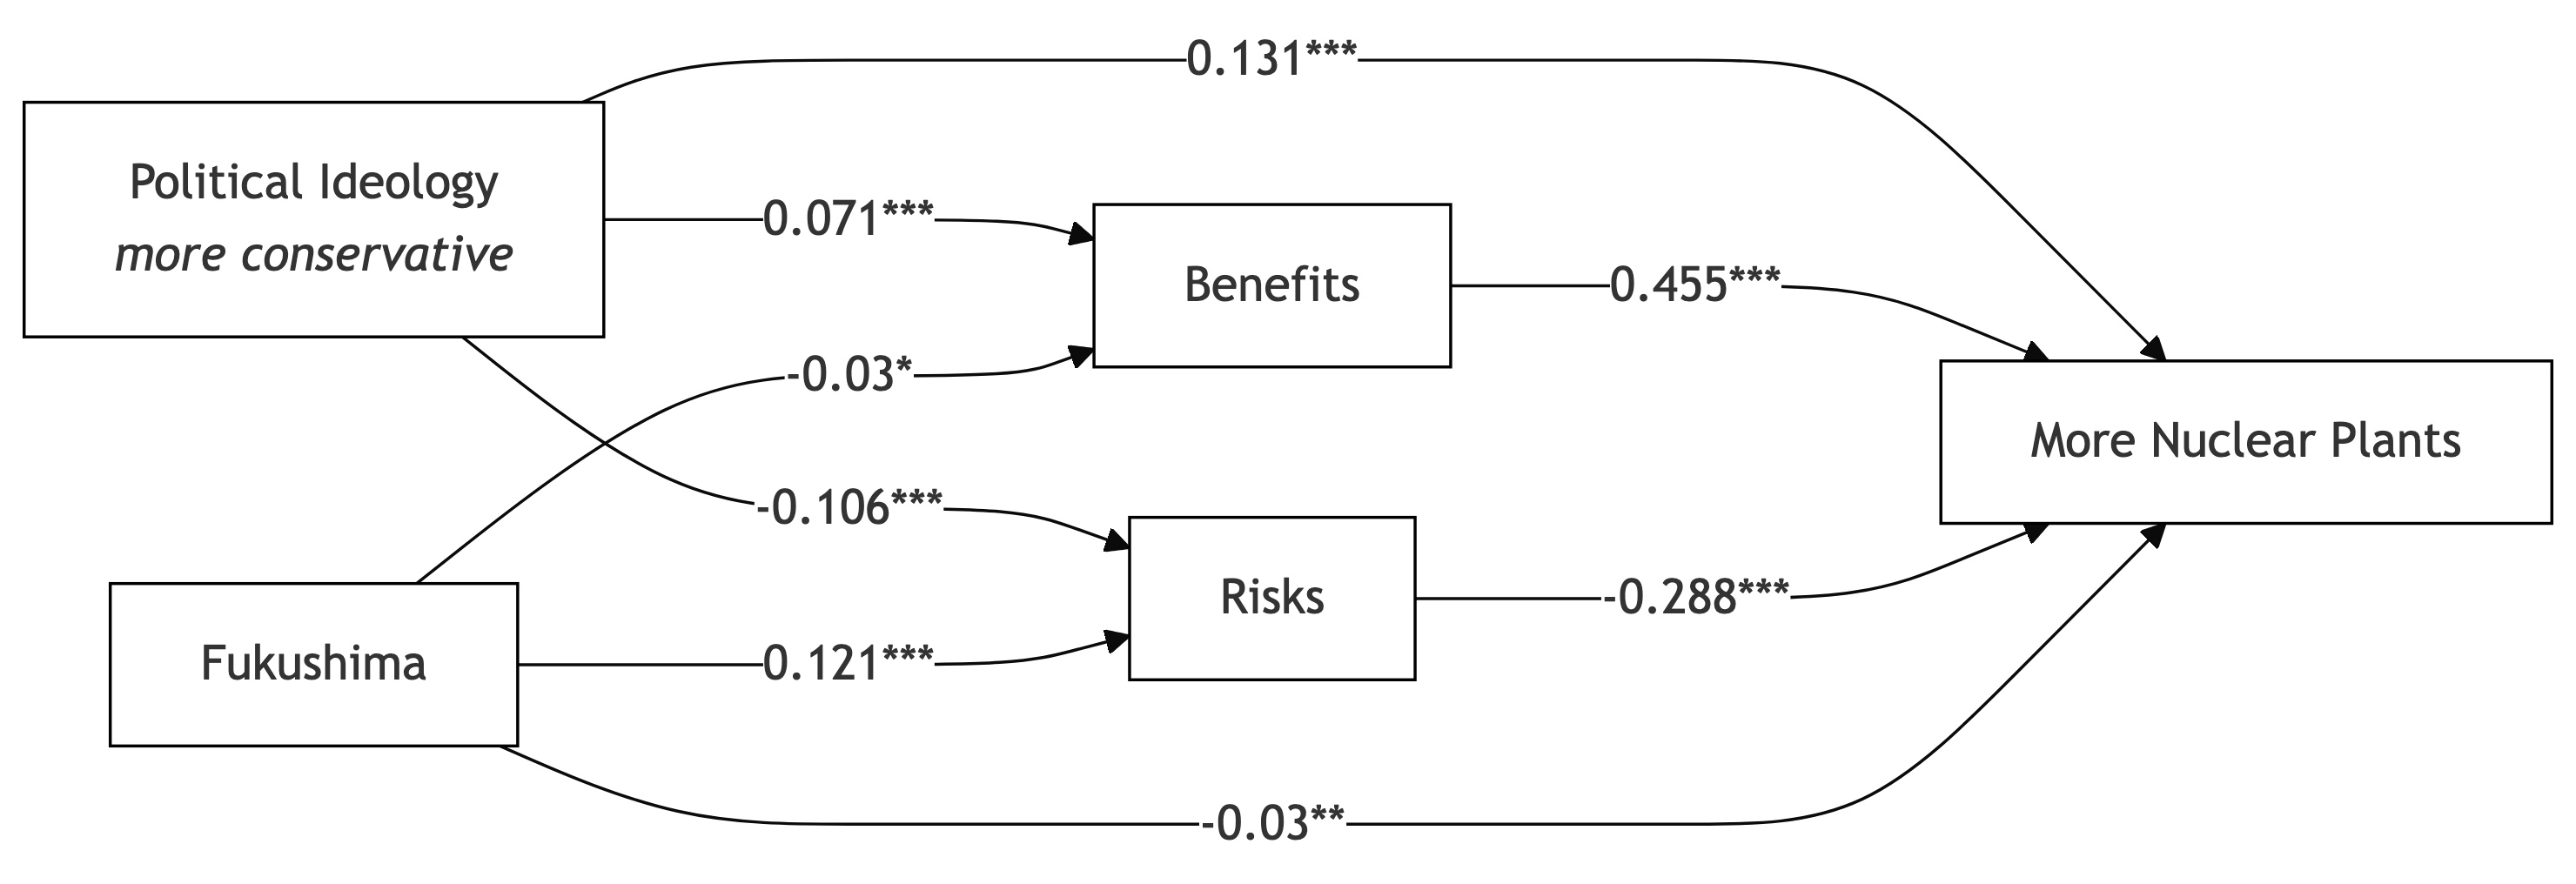 0.131***
Political Ideology
more conservative
0.071***
Benefits
0.455***
-0.03*
More Nuclear Plants
-0.106***
Risks
-0.288***
Fukushima
0.121***
-0.03**